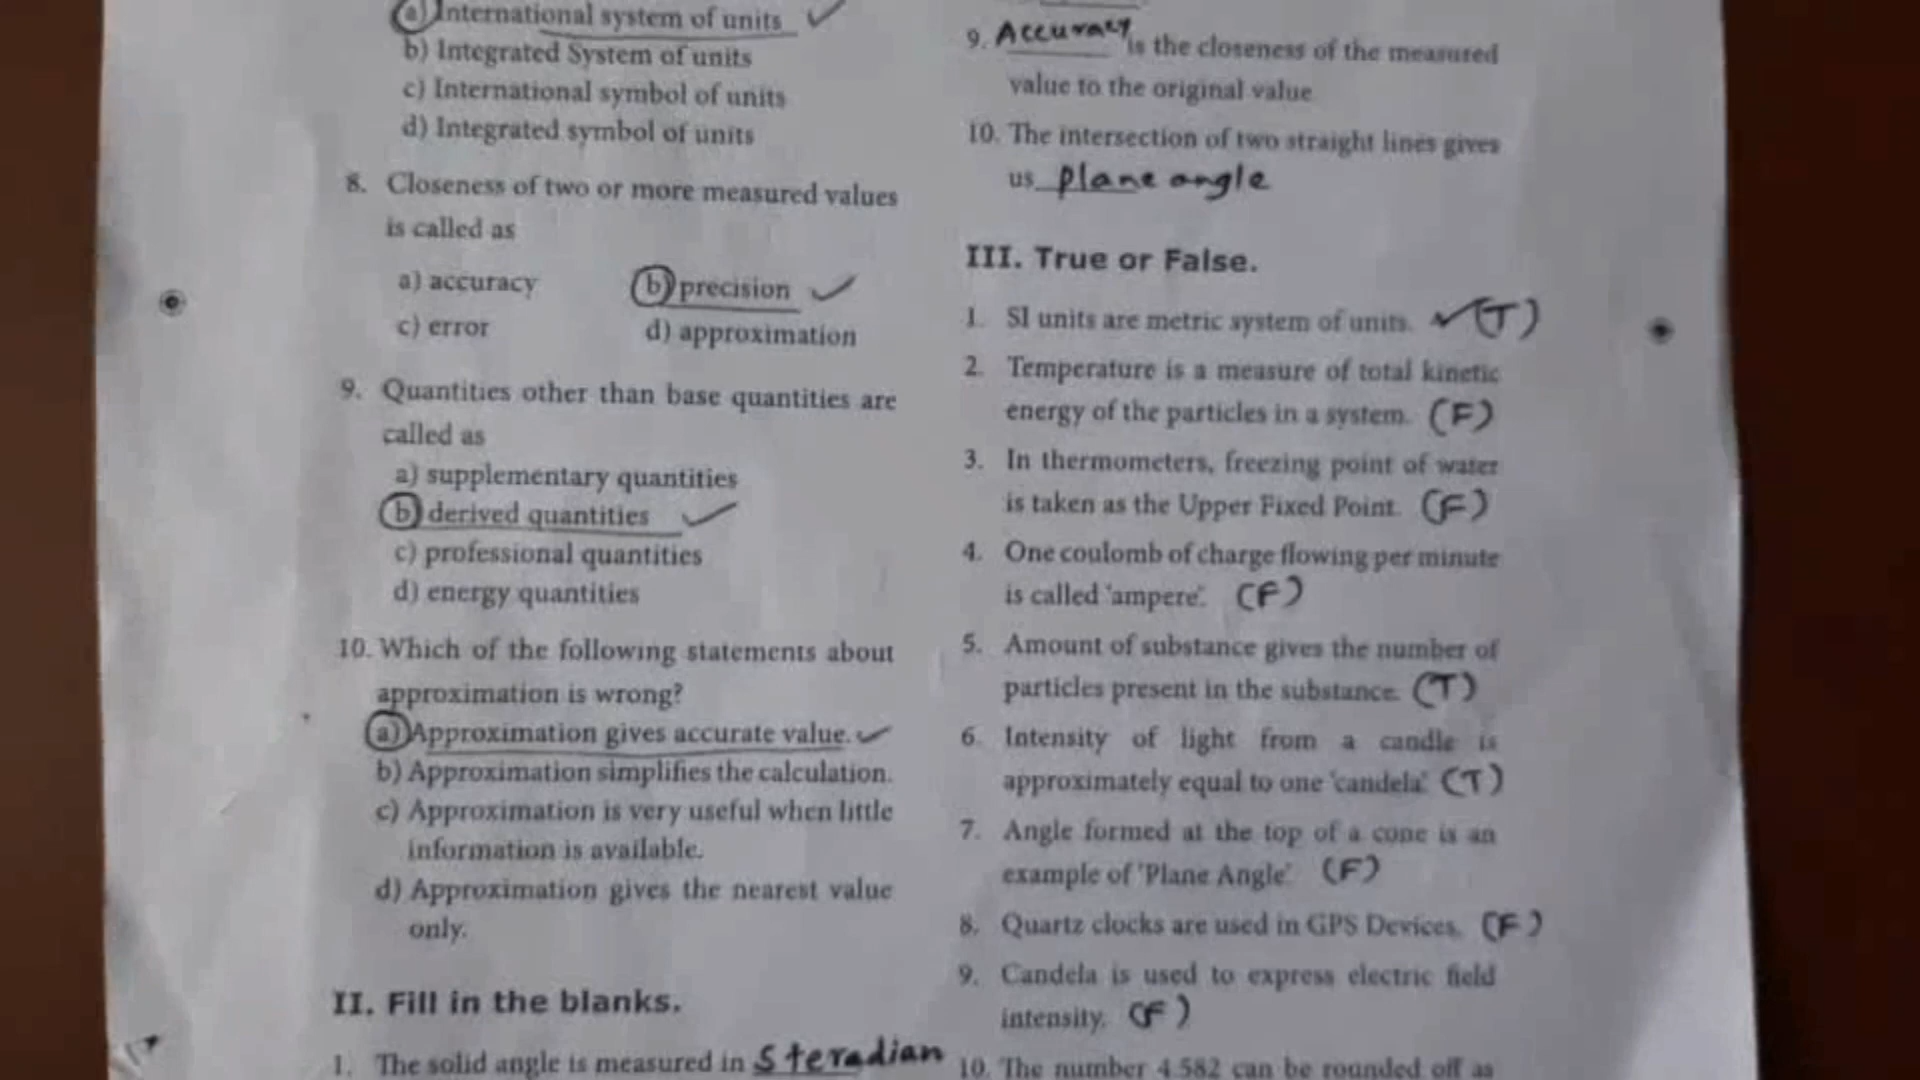 a) International system of units ✓
b) Integrated System of units
c) International symbol of units
d) Integrated symbol of units
8. Closeness of two or more measured values
is called as
a) accuracy b) precision ✓
c) error d) approximation
9. Quantities other than base quantities are
called as
a) supplementary quantities
b) derived quantities ✓
c) professional quantities
d) energy quantities
10. Which of the following statements about
approximation is wrong?
a) Approximation gives accurate value. ✓
b) Approximation simplifies the calculation.
c) Approximation is very useful when little
information is available.
d) Approximation gives the nearest value
only.
II. Fill in the blanks.
1. The solid angle is measured in Steradian
9. Accuracy is the closeness of the measured
value to the original value
10. The intersection of two straight lines gives
us plane angle
III. True or False.
1. SI units are metric system of units. ✓(T)
2. Temperature is a measure of total kinetic
energy of the particles in a system. (F)
3. In thermometers, freezing point of water
is taken as the Upper Fixed Point. (F)
4. One coulomb of charge flowing per minute
is called 'ampere'. (F)
5. Amount of substance gives the number of
particles present in the substance. (T)
6. Intensity of light from a candle is
approximately equal to one 'candela'. (T)
7. Angle formed at the top of a cone is an
example of 'Plane Angle'. (F)
8. Quartz clocks are used in GPS Devices. (F)
9. Candela is used to express electric field
intensity. (F)
10. The number 4.582 can be rounded off as